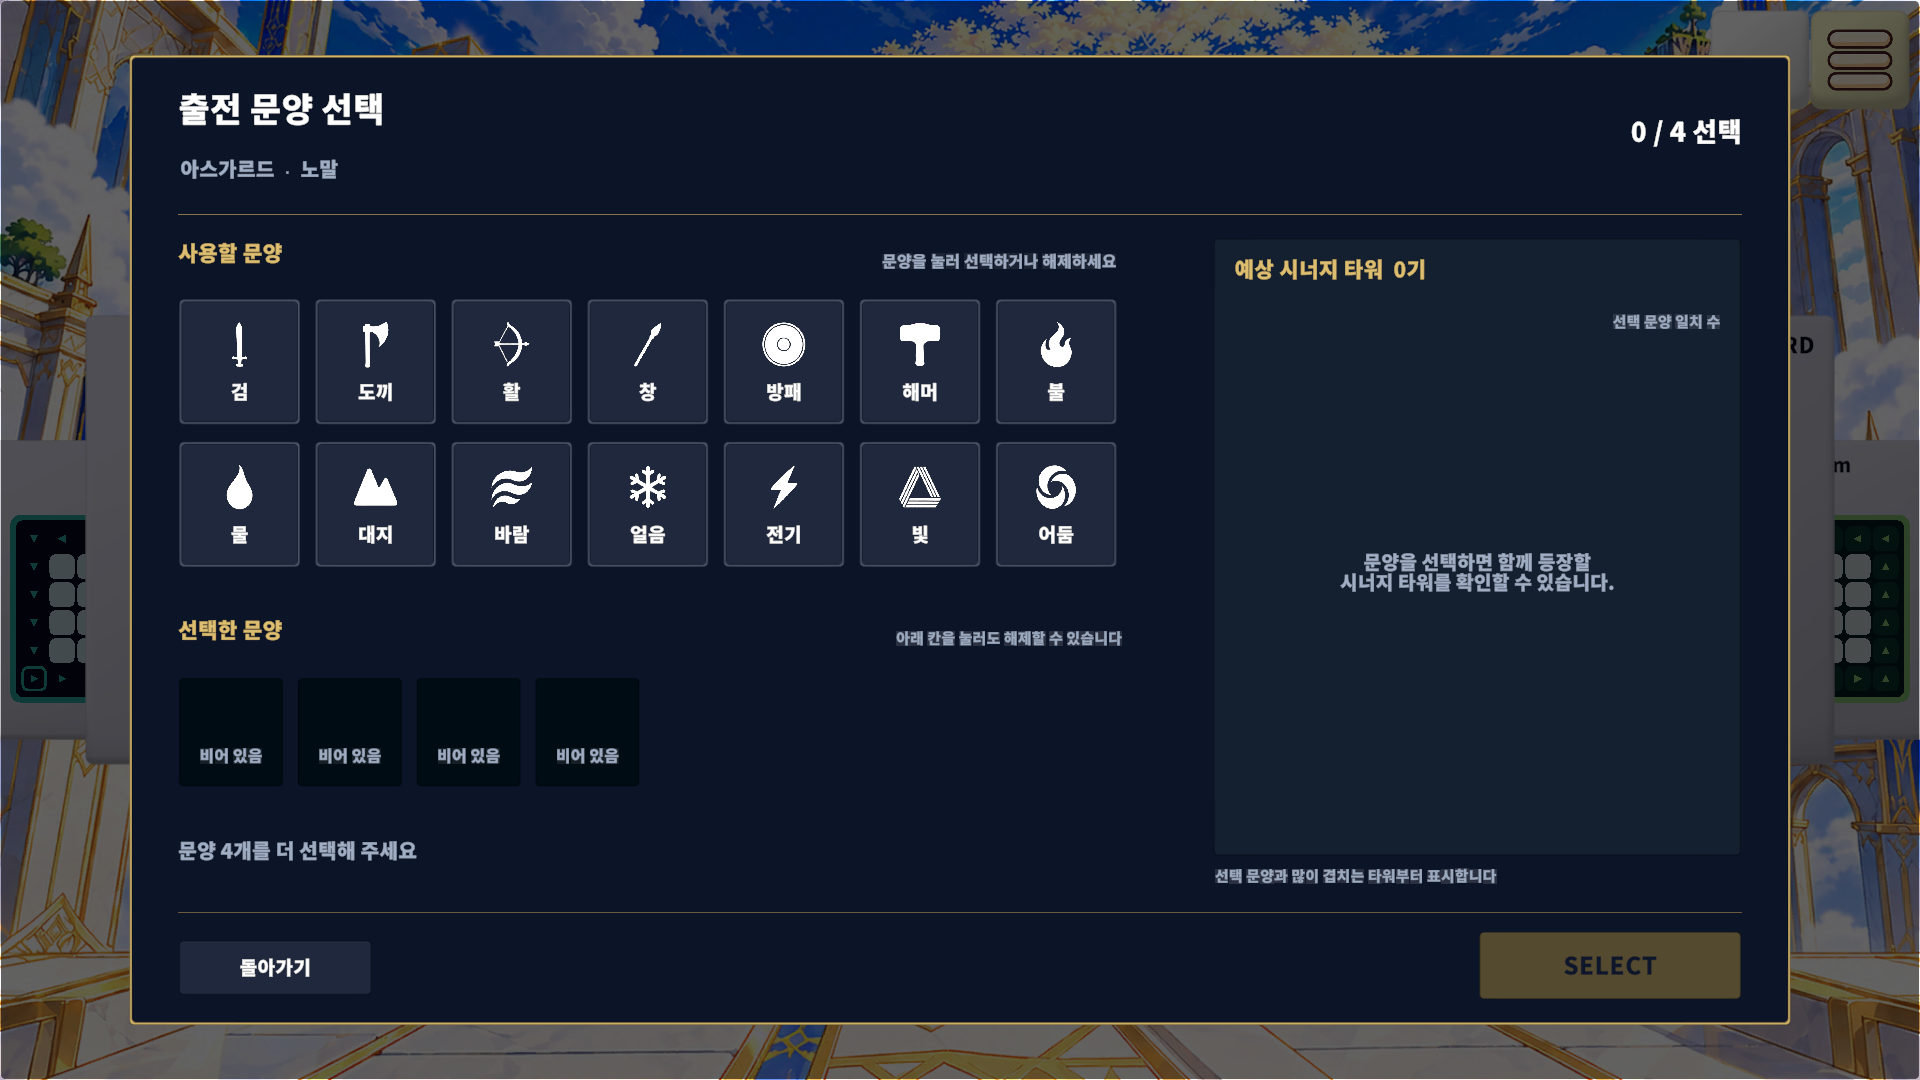 출전 문양 선택
0 / 4 선택
아스가르드 · 노말
사용할 문양
문양을 눌러 선택하거나 해제하세요
예상 시너지 타워 0기
선택 문양 일치 수
검
도끼
활
창
방패
해머
불
물
대지
바람
얼음
전기
빛
어둠
문양을 선택하면 함께 등장할
시너지 타워를 확인할 수 있습니다.
선택한 문양
아래 칸을 눌러도 해제할 수 있습니다
비어 있음
비어 있음
비어 있음
비어 있음
문양 4개를 더 선택해 주세요
선택 문양과 많이 겹치는 타워부터 표시합니다
돌아가기
SELECT